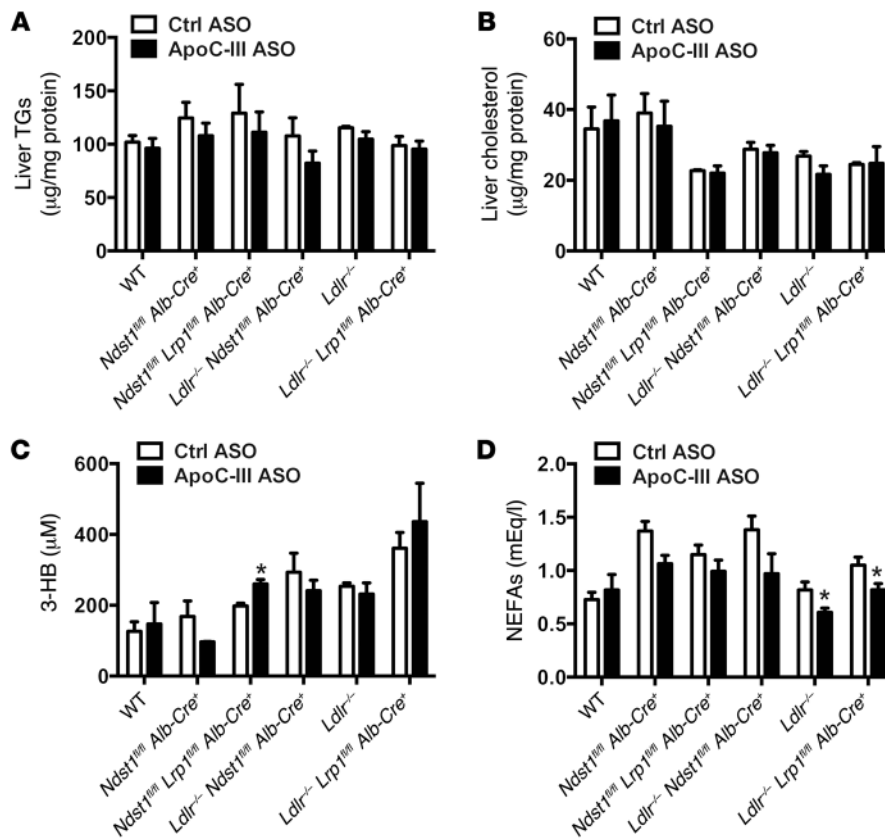 A
Ctrl ASO
ApoC-III ASO
Liver TGs
(µg/mg protein)
200
150
100
50
0
WT
Ndst1fl/fl Alb-Cre+
Ndst1fl/fl Lrp1fl/fl Alb-Cre+
Ldlr–/– Ndst1fl/fl Alb-Cre+
Ldlr–/–
Ldlr–/– Lrp1fl/fl Alb-Cre+
B
Ctrl ASO
ApoC-III ASO
Liver cholesterol
(µg/mg protein)
60
40
20
0
WT
Ndst1fl/fl Alb-Cre+
Ndst1fl/fl Lrp1fl/fl Alb-Cre+
Ldlr–/– Ndst1fl/fl Alb-Cre+
Ldlr–/–
Ldlr–/– Lrp1fl/fl Alb-Cre+
C
Ctrl ASO
ApoC-III ASO
3-HB (µM)
600
400
200
0
*
WT
Ndst1fl/fl Alb-Cre+
Ndst1fl/fl Lrp1fl/fl Alb-Cre+
Ldlr–/– Ndst1fl/fl Alb-Cre+
Ldlr–/–
Ldlr–/– Lrp1fl/fl Alb-Cre+
D
Ctrl ASO
ApoC-III ASO
NEFAs (mEq/l)
2.0
1.5
1.0
0.5
0.0
*
*
WT
Ndst1fl/fl Alb-Cre+
Ndst1fl/fl Lrp1fl/fl Alb-Cre+
Ldlr–/– Ndst1fl/fl Alb-Cre+
Ldlr–/–
Ldlr–/– Lrp1fl/fl Alb-Cre+